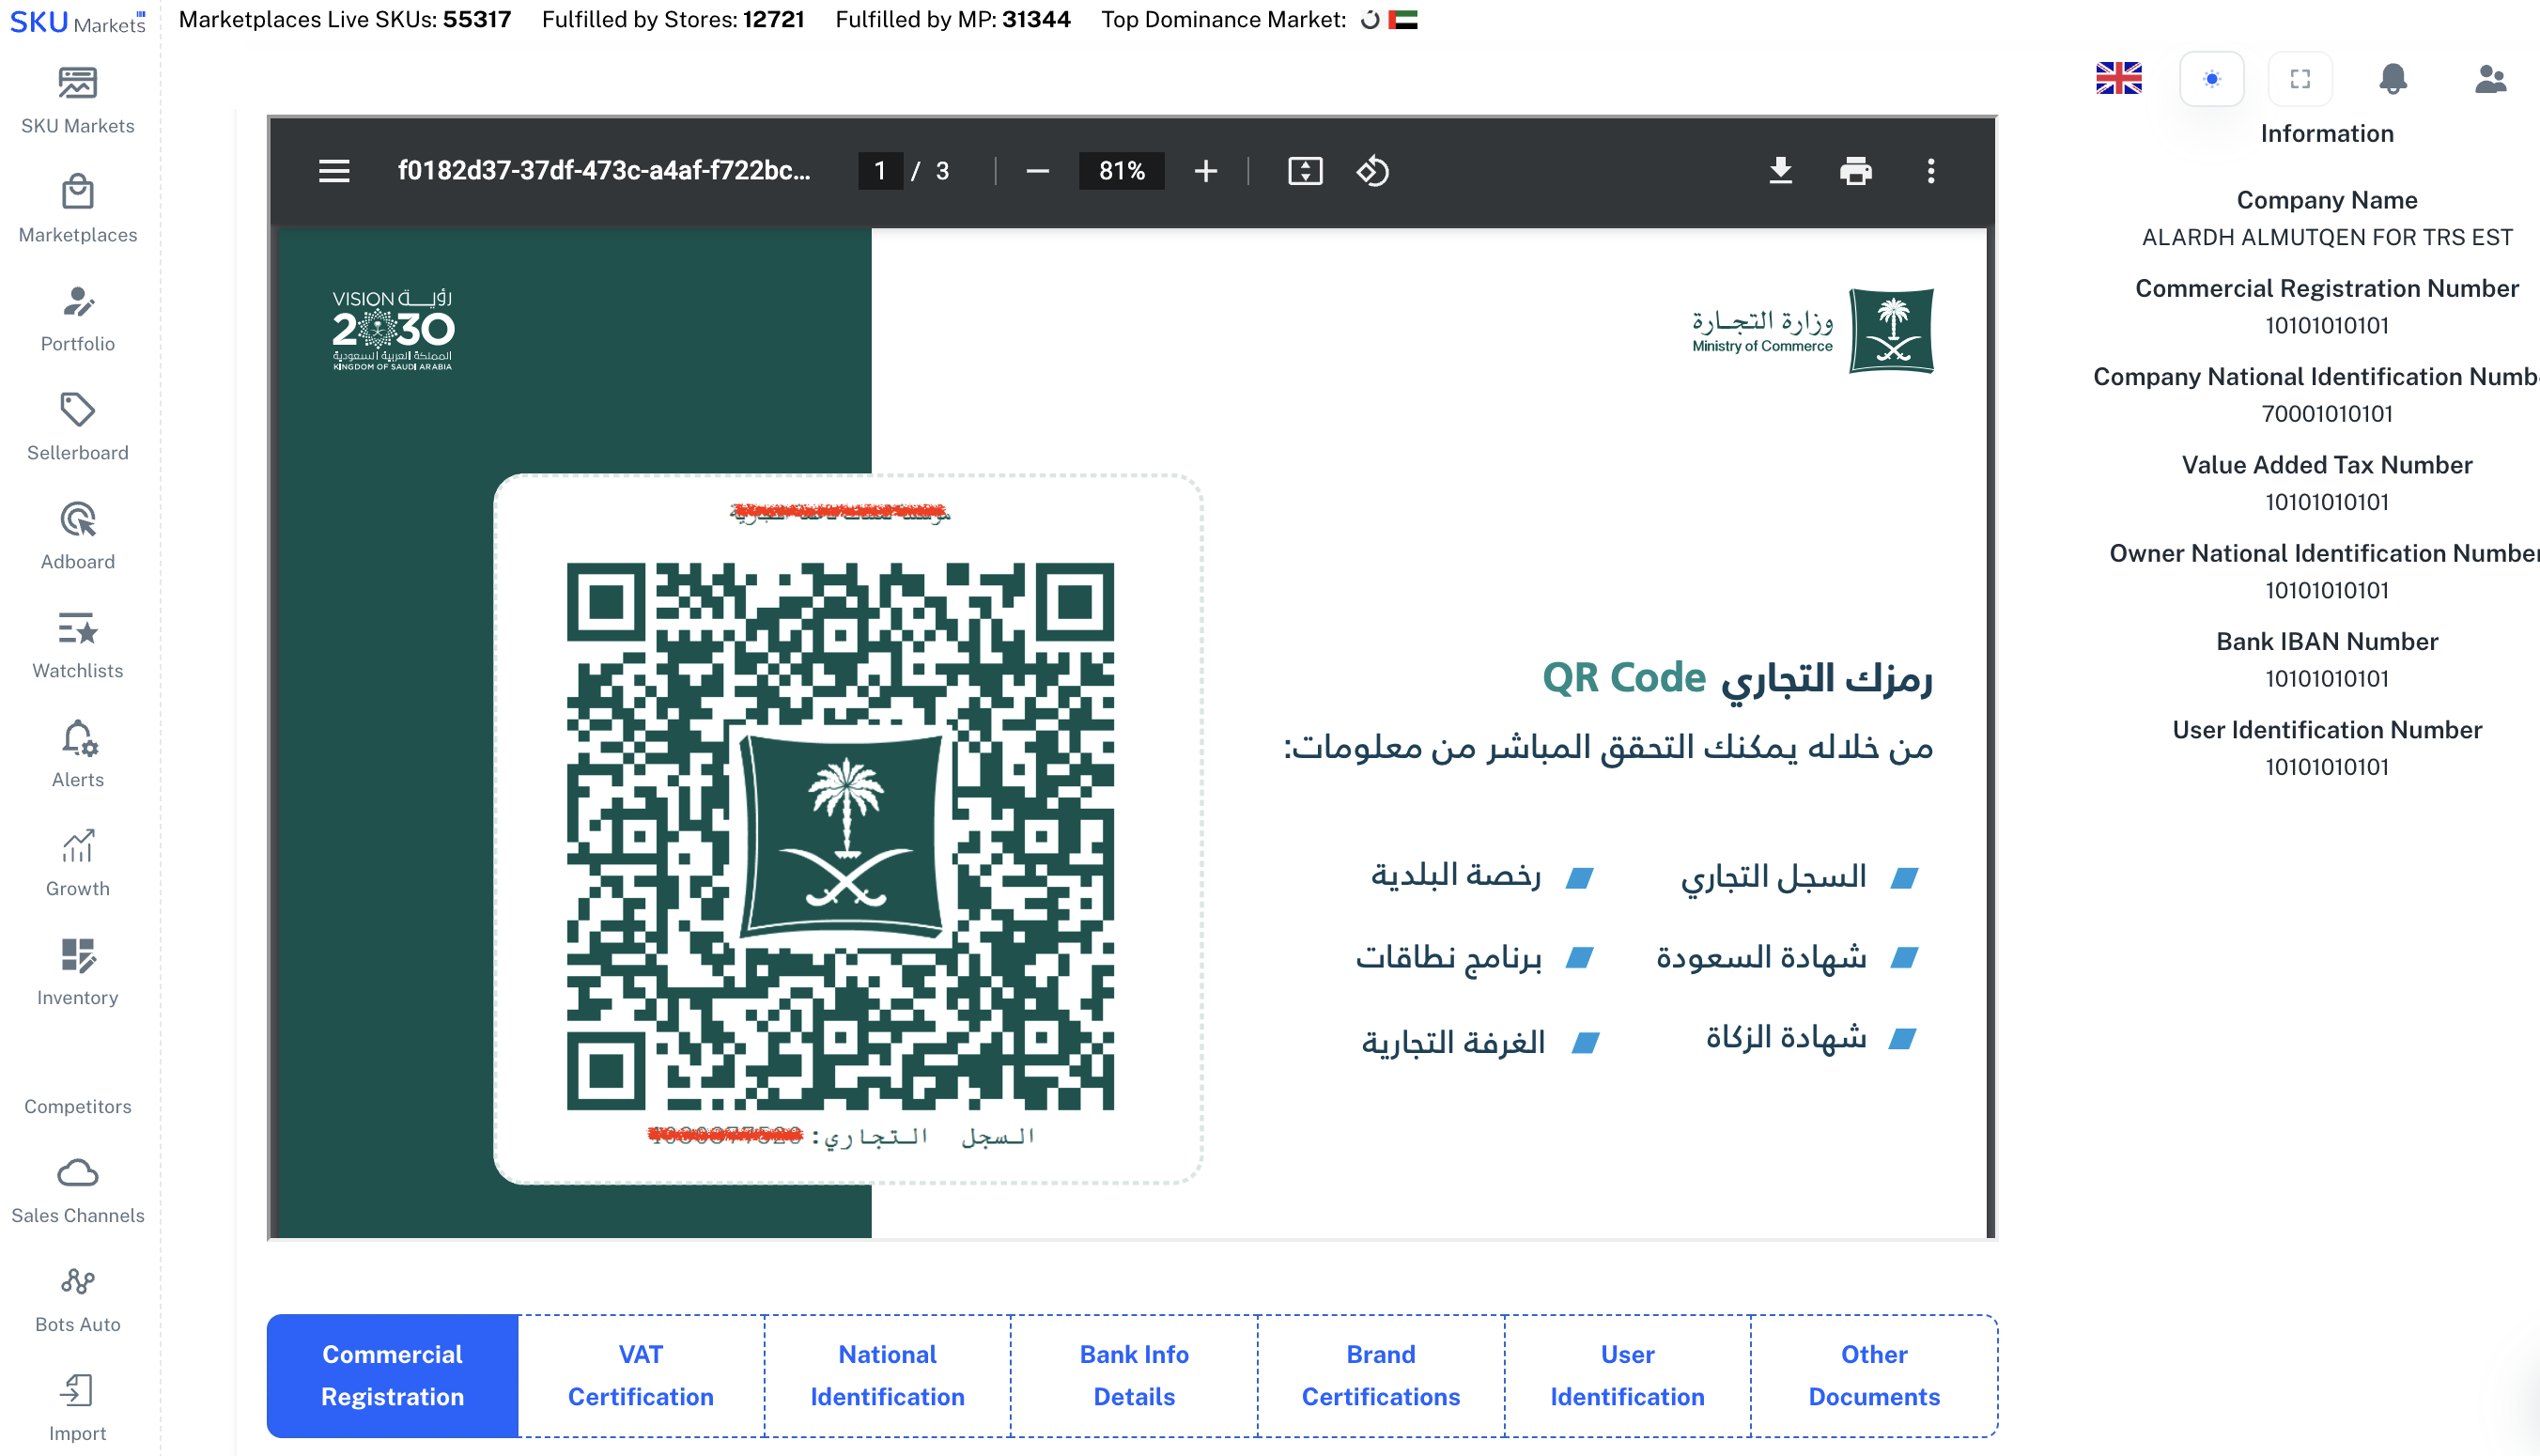 SKU Markets
Marketplaces Live SKUs: 55317 Fulfilled by Stores: 12721 Fulfilled by MP: 31344 Top Dominance Market:
SKU Markets
Marketplaces
Portfolio
Sellerboard
Adboard
Watchlists
Alerts
Growth
Inventory
Competitors
Sales Channels
Bots Auto
Import
f0182d37-37df-473c-a4af-f722bc... 1 / 3 81%
VISION رؤيــة
2030
المملكة العربية السعودية
KINGDOM OF SAUDI ARABIA
وزارة التجـارة
Ministry of Commerce
رمزك التجاري QR Code
من خلاله يمكنك التحقق المباشر من معلومات:
السجل التجاري
رخصة البلدية
شهادة السعودة
برنامج نطاقات
شهادة الزكاة
الغرفة التجارية
السجل التجاري:
Information
Company Name
ALARDH ALMUTQEN FOR TRS EST
Commercial Registration Number
10101010101
Company National Identification Numb
70001010101
Value Added Tax Number
10101010101
Owner National Identification Number
10101010101
Bank IBAN Number
10101010101
User Identification Number
10101010101
Commercial Registration
VAT Certification
National Identification
Bank Info Details
Brand Certifications
User Identification
Other Documents